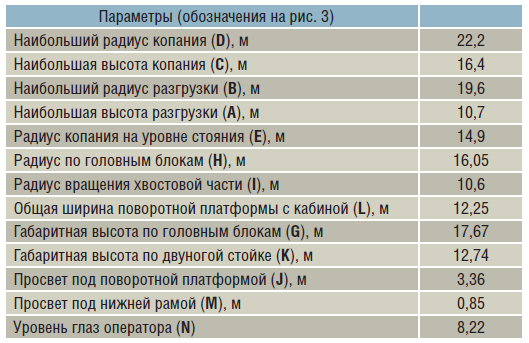 Параметры (обозначения на рис. 3)
Наибольший радиус копания (D), м 22,2
Наибольшая высота копания (C), м 16,4
Наибольший радиус разгрузки (B), м 19,6
Наибольшая высота разгрузки (A), м 10,7
Радиус копания на уровне стояния (E), м 14,9
Радиус по головным блокам (H), м 16,05
Радиус вращения хвостовой части (I), м 10,6
Общая ширина поворотной платформы с кабиной (L), м 12,25
Габаритная высота по головным блокам (G), м 17,67
Габаритная высота по двуногой стойке (K), м 12,74
Просвет под поворотной платформой (J), м 3,36
Просвет под нижней рамой (M), м 0,85
Уровень глаз оператора (N) 8,22